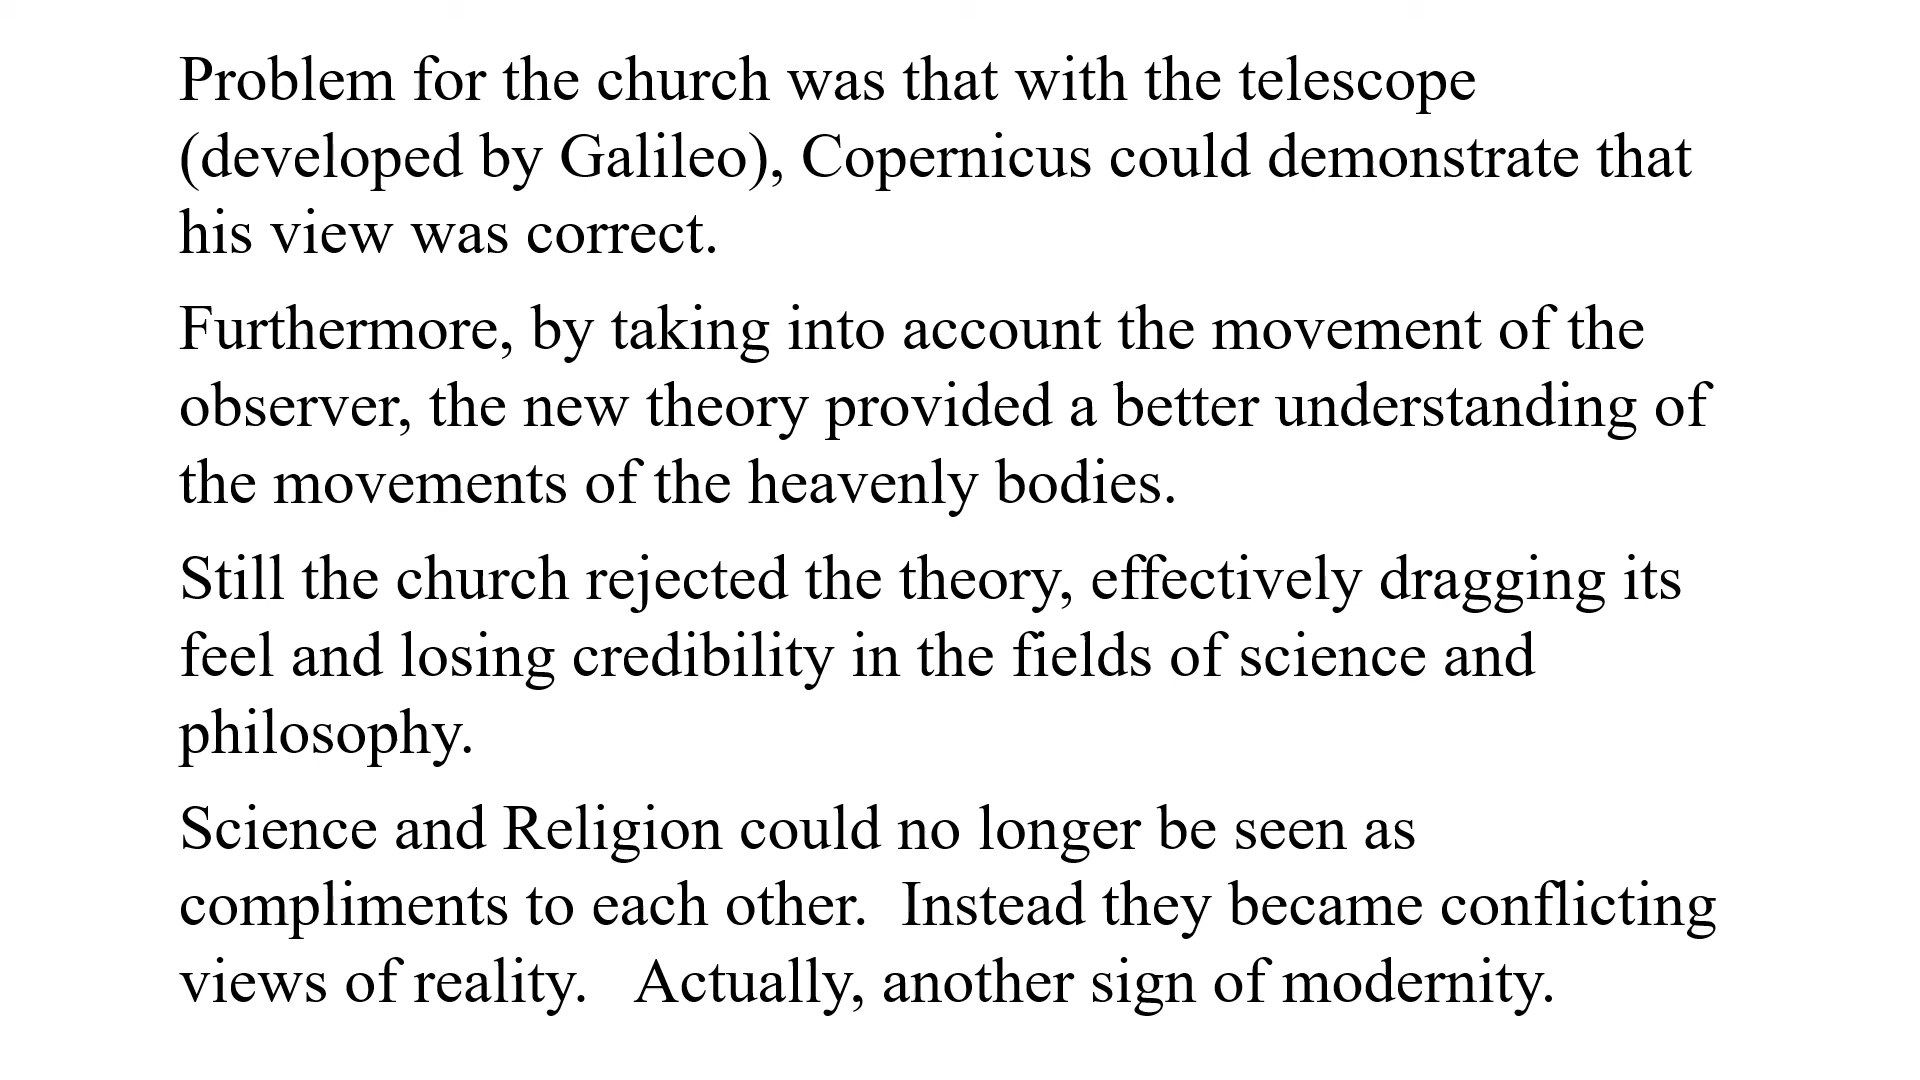 Problem for the church was that with the telescope
(developed by Galileo), Copernicus could demonstrate that
his view was correct.
Furthermore, by taking into account the movement of the
observer, the new theory provided a better understanding of
the movements of the heavenly bodies.
Still the church rejected the theory, effectively dragging its
feel and losing credibility in the fields of science and
philosophy.
Science and Religion could no longer be seen as
compliments to each other.  Instead they became conflicting
views of reality.   Actually, another sign of modernity.